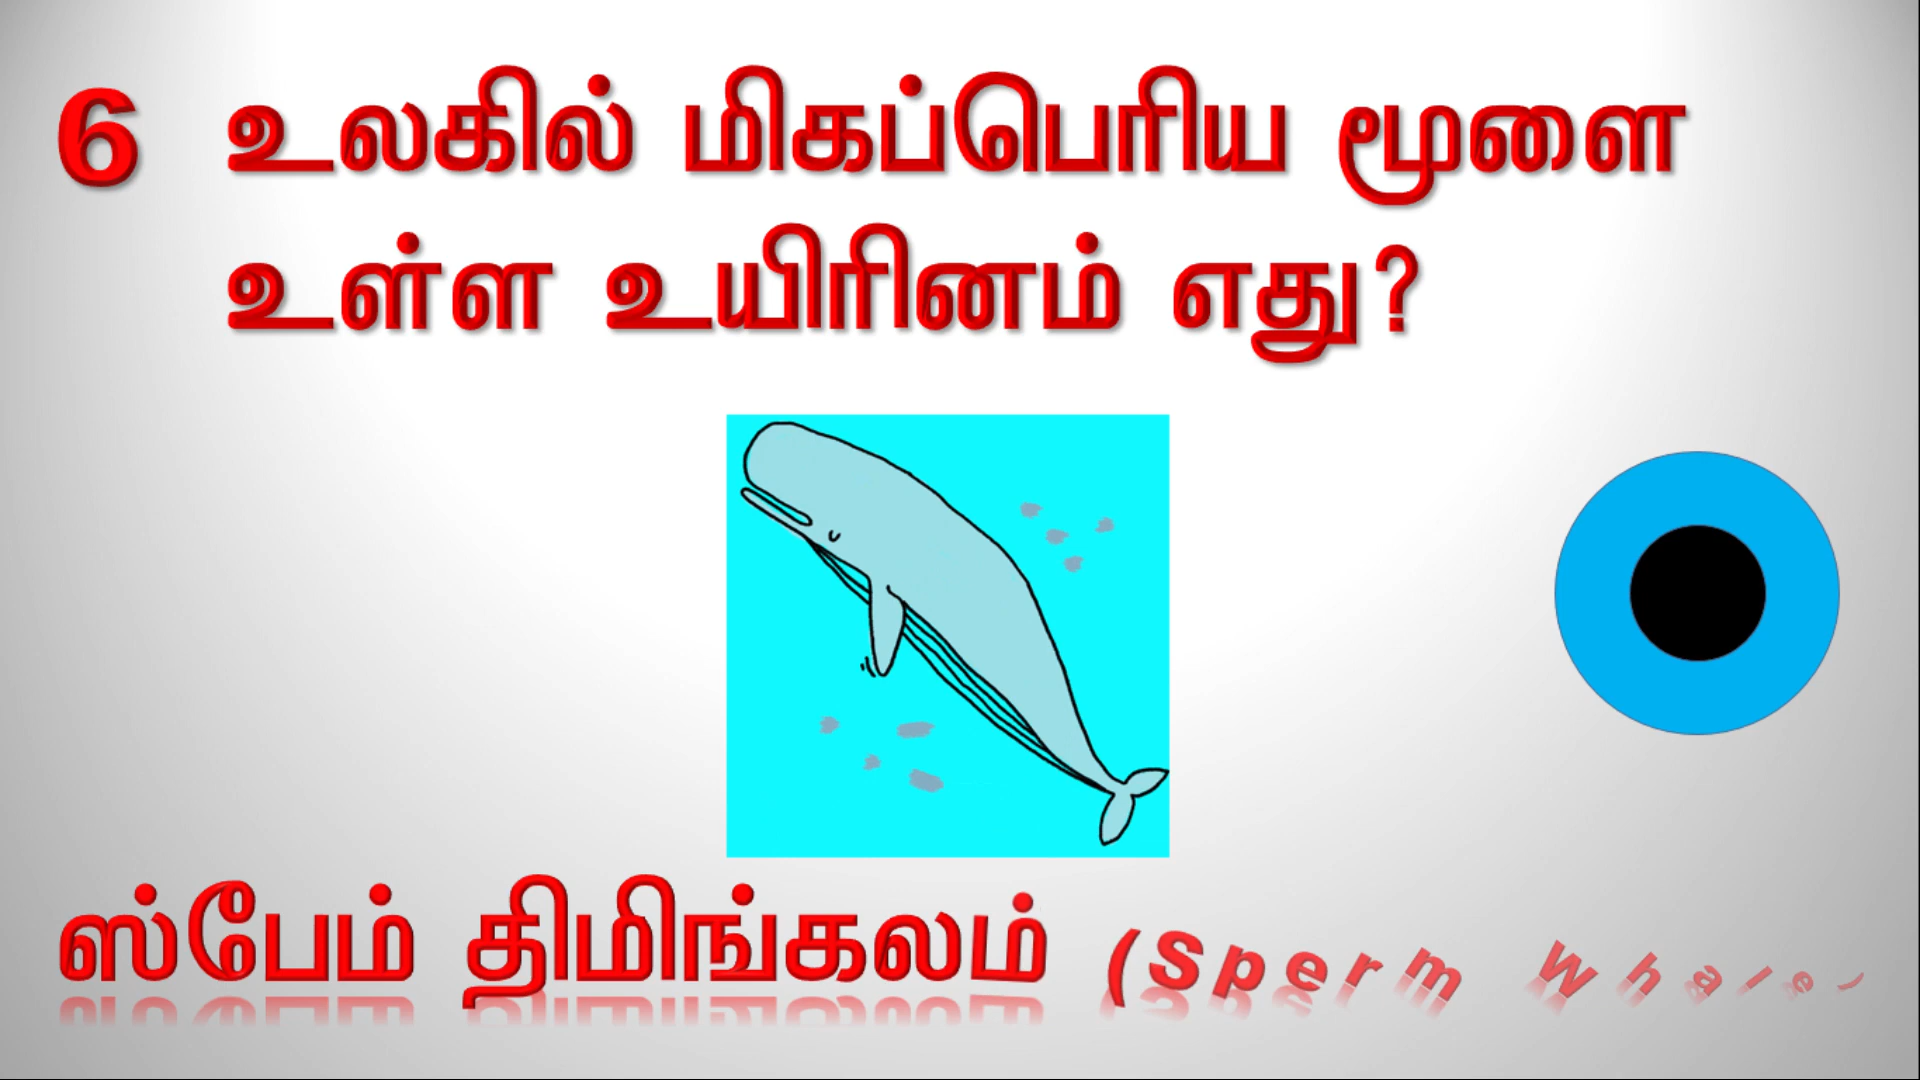 6 உலகில் மிகப்பெரிய மூளை
உள்ள உயிரினம் எது?
ஸ்பேம் திமிங்கலம் (Sperm Whale)